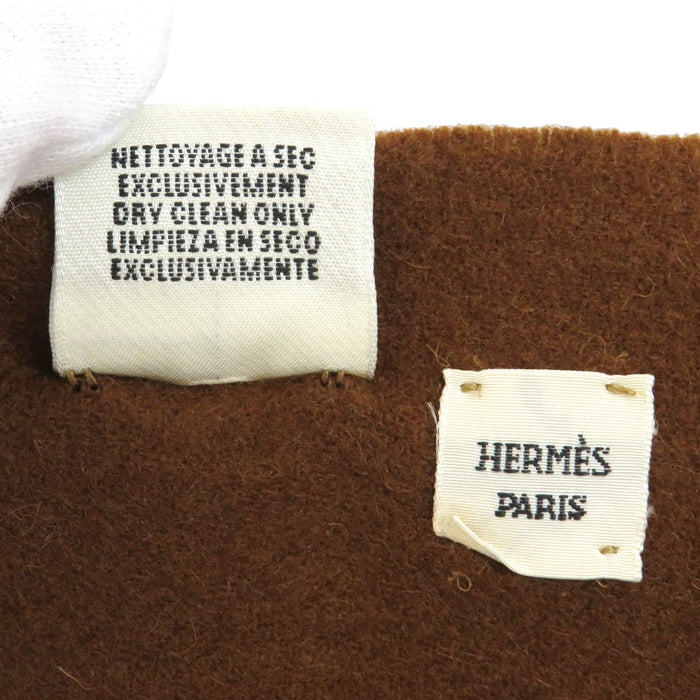 NETTOYAGE A SEC
EXCLUSIVEMENT
DRY CLEAN ONLY
LIMPIEZA EN SECO
EXCLUSIVAMENTE
HERMÈS
PARIS